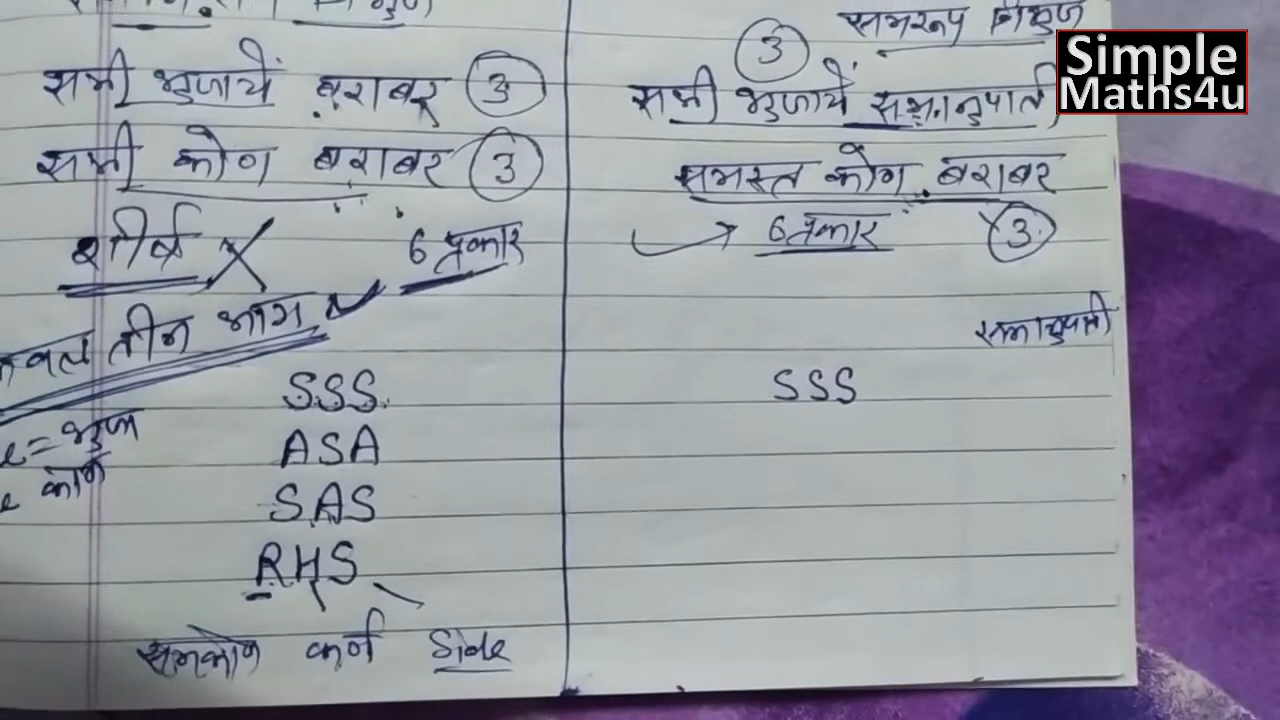 त्रिभुज
सभी भुजायें बराबर 3
सभी कोण बराबर 3
शीर्ष ×
6 प्रकार
केवल तीन भाग
SSS
e = भुजा
ASA
e कोण
SAS
RHS
समकोण कर्ण Side
समरूप त्रिभुज
3
सभी भुजायें समानुपाती
समस्त कोण बराबर
6 प्रकार 3
समानुपाती
SSS
Simple
Maths4u